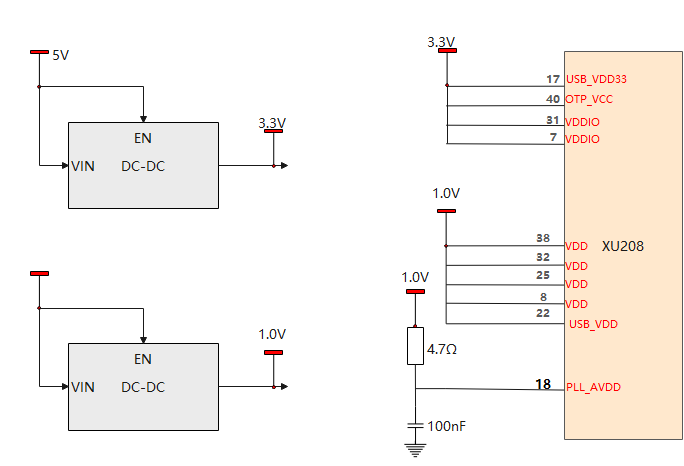 5V
EN
VIN
DC-DC
3.3V
EN
VIN
DC-DC
1.0V
3.3V
17 USB_VDD33
40 OTP_VCC
31 VDDIO
7 VDDIO
1.0V
38 VDD
XU208
32 VDD
25 VDD
8 VDD
22 USB_VDD
1.0V
4.7Ω
18 PLL_AVDD
100nF